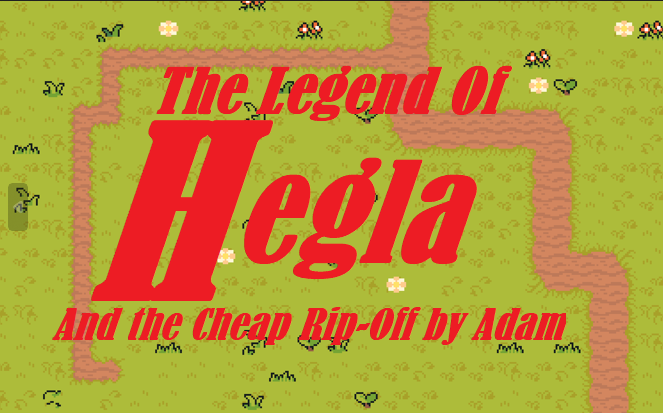 The Legend Of
Hegla
And the Cheap Rip-Off by Adam